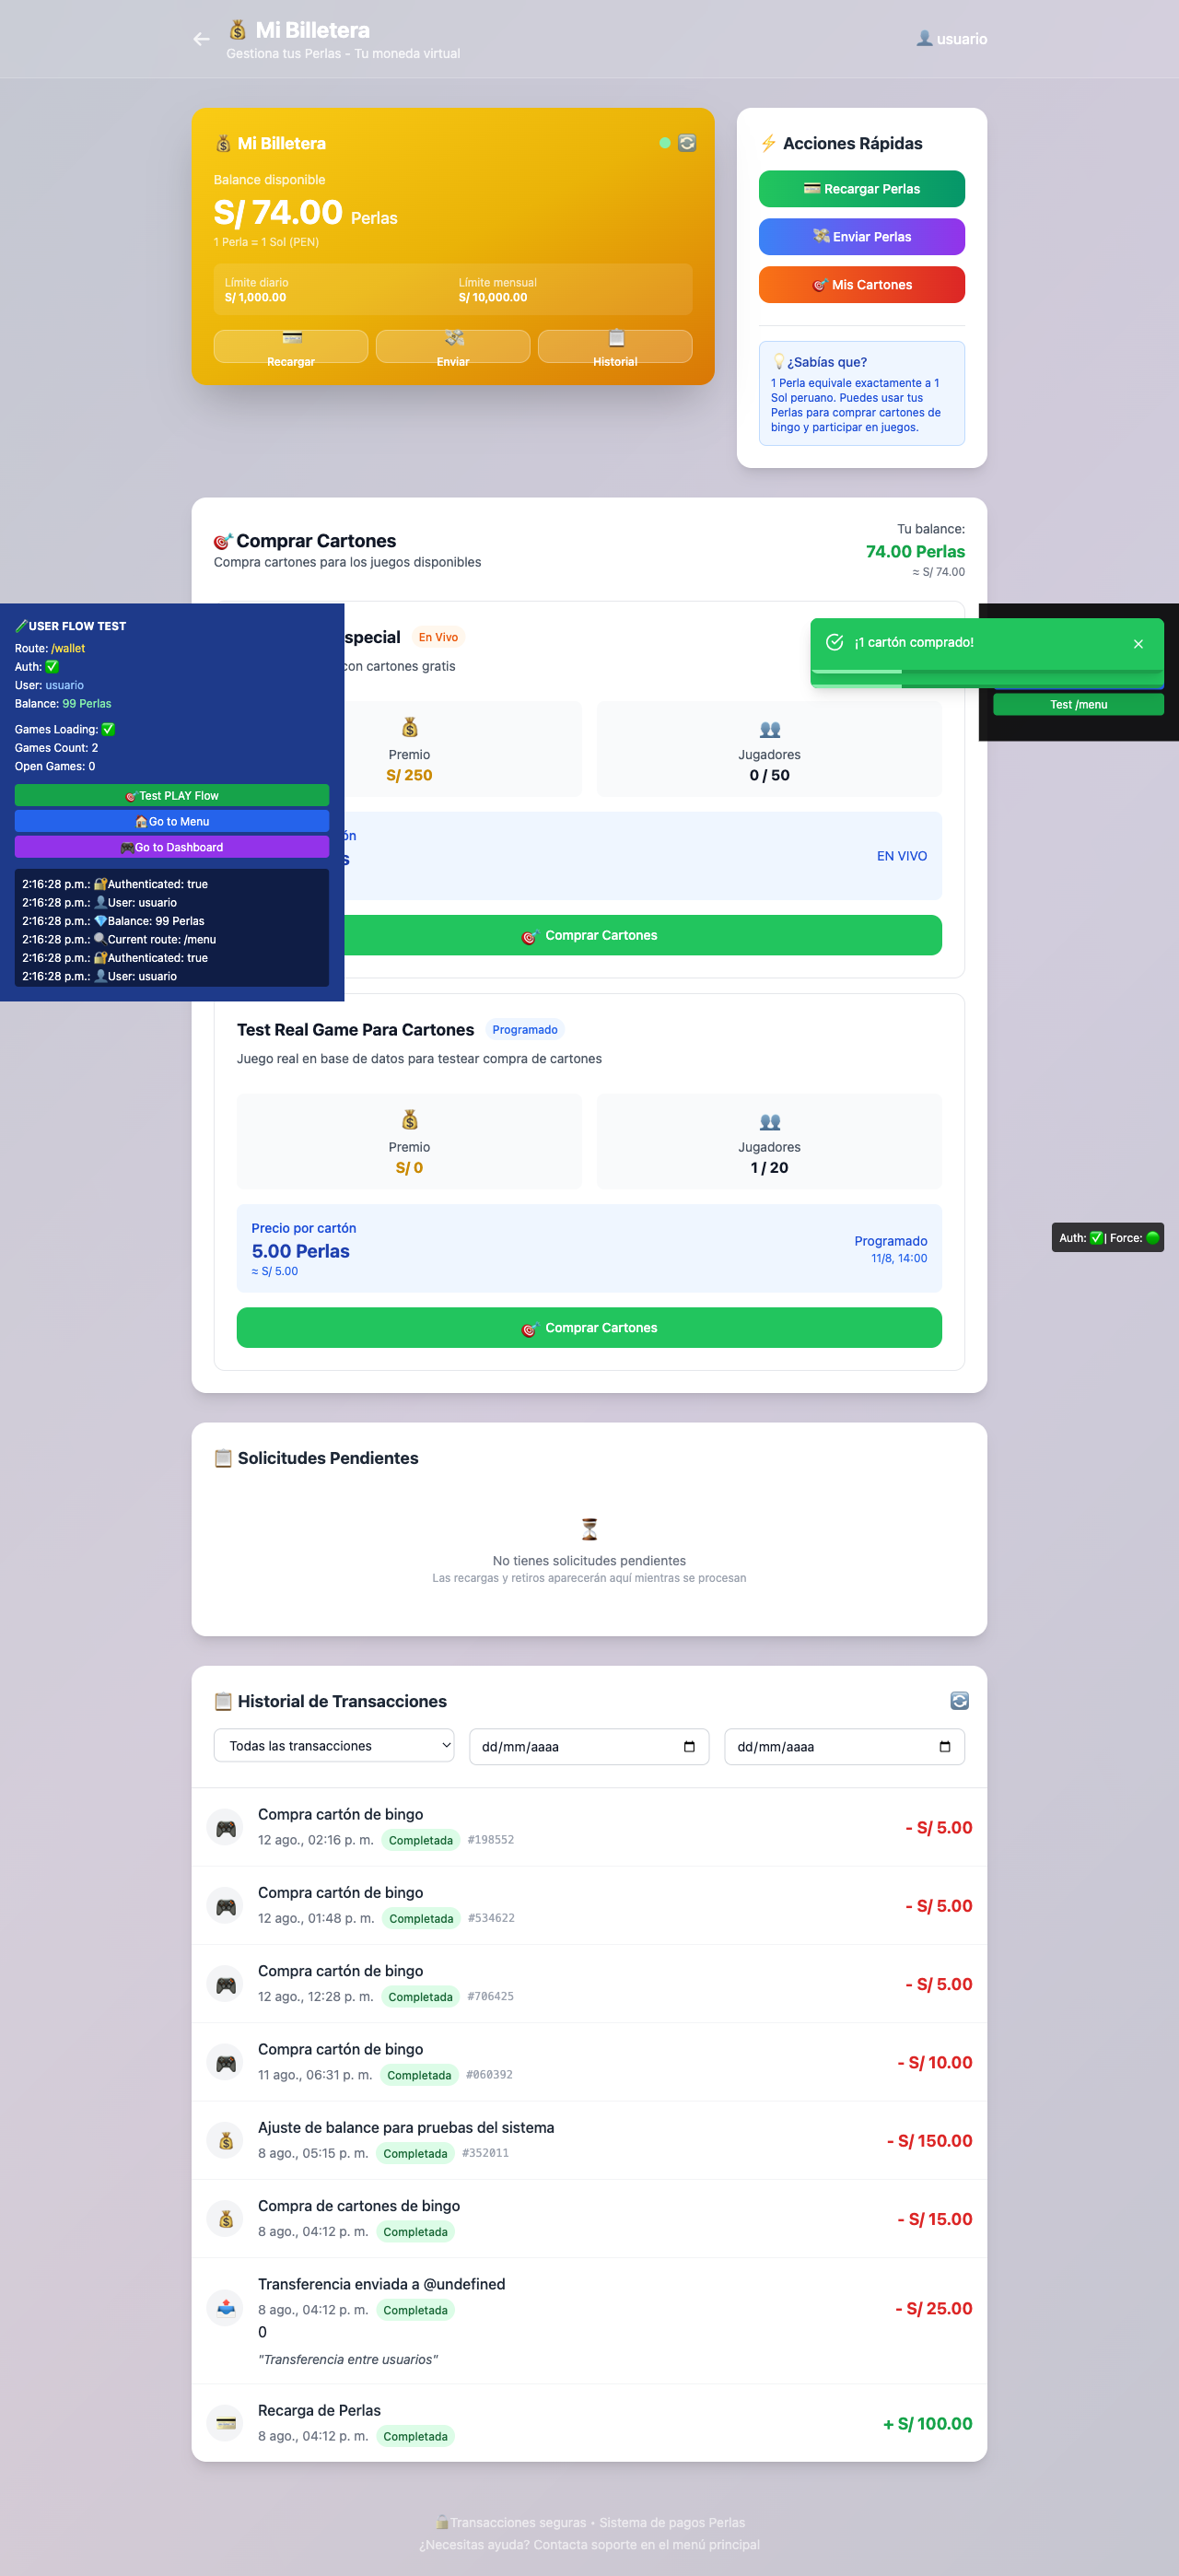 Mi Billetera
Gestiona tus Perlas - Tu moneda virtual
usuario
Mi Billetera
Balance disponible
S/ 74.00 Perlas
1 Perla = 1 Sol (PEN)
Límite diario
S/ 1,000.00
Límite mensual
S/ 10,000.00
Recargar
Enviar
Historial
Acciones Rápidas
Recargar Perlas
Enviar Perlas
Mis Cartones
¿Sabías que?
1 Perla equivale exactamente a 1
Sol peruano. Puedes usar tus
Perlas para comprar cartones de
bingo y participar en juegos.
Comprar Cartones
Compra cartones para los juegos disponibles
Tu balance:
74.00 Perlas
≈ S/ 74.00
USER FLOW TEST
Route: /wallet
Auth: ✅
User: usuario
Balance: 99 Perlas
Games Loading: ✅
Games Count: 2
Open Games: 0
Test PLAY Flow
Go to Menu
Go to Dashboard
2:16:28 p.m.: Authenticated: true
2:16:28 p.m.: User: usuario
2:16:28 p.m.: Balance: 99 Perlas
2:16:28 p.m.: Current route: /menu
2:16:28 p.m.: Authenticated: true
2:16:28 p.m.: User: usuario
special En Vivo
con cartones gratis
¡1 cartón comprado!
Test /menu
Premio
S/ 250
Jugadores
0 / 50
ón
s
EN VIVO
Comprar Cartones
Test Real Game Para Cartones Programado
Juego real en base de datos para testear compra de cartones
Premio
S/ 0
Jugadores
1 / 20
Precio por cartón
5.00 Perlas
≈ S/ 5.00
Programado
11/8, 14:00
Auth: ✅ | Force: 🟢
Comprar Cartones
Solicitudes Pendientes
No tienes solicitudes pendientes
Las recargas y retiros aparecerán aquí mientras se procesan
Historial de Transacciones
Todas las transacciones
dd/mm/aaaa
dd/mm/aaaa
Compra cartón de bingo
12 ago., 02:16 p. m. Completada #198552
- S/ 5.00
Compra cartón de bingo
12 ago., 01:48 p. m. Completada #534622
- S/ 5.00
Compra cartón de bingo
12 ago., 12:28 p. m. Completada #706425
- S/ 5.00
Compra cartón de bingo
11 ago., 06:31 p. m. Completada #060392
- S/ 10.00
Ajuste de balance para pruebas del sistema
8 ago., 05:15 p. m. Completada #352011
- S/ 150.00
Compra de cartones de bingo
8 ago., 04:12 p. m. Completada
- S/ 15.00
Transferencia enviada a @undefined
8 ago., 04:12 p. m. Completada
0
"Transferencia entre usuarios"
- S/ 25.00
Recarga de Perlas
8 ago., 04:12 p. m. Completada
+ S/ 100.00
Transacciones seguras • Sistema de pagos Perlas
¿Necesitas ayuda? Contacta soporte en el menú principal